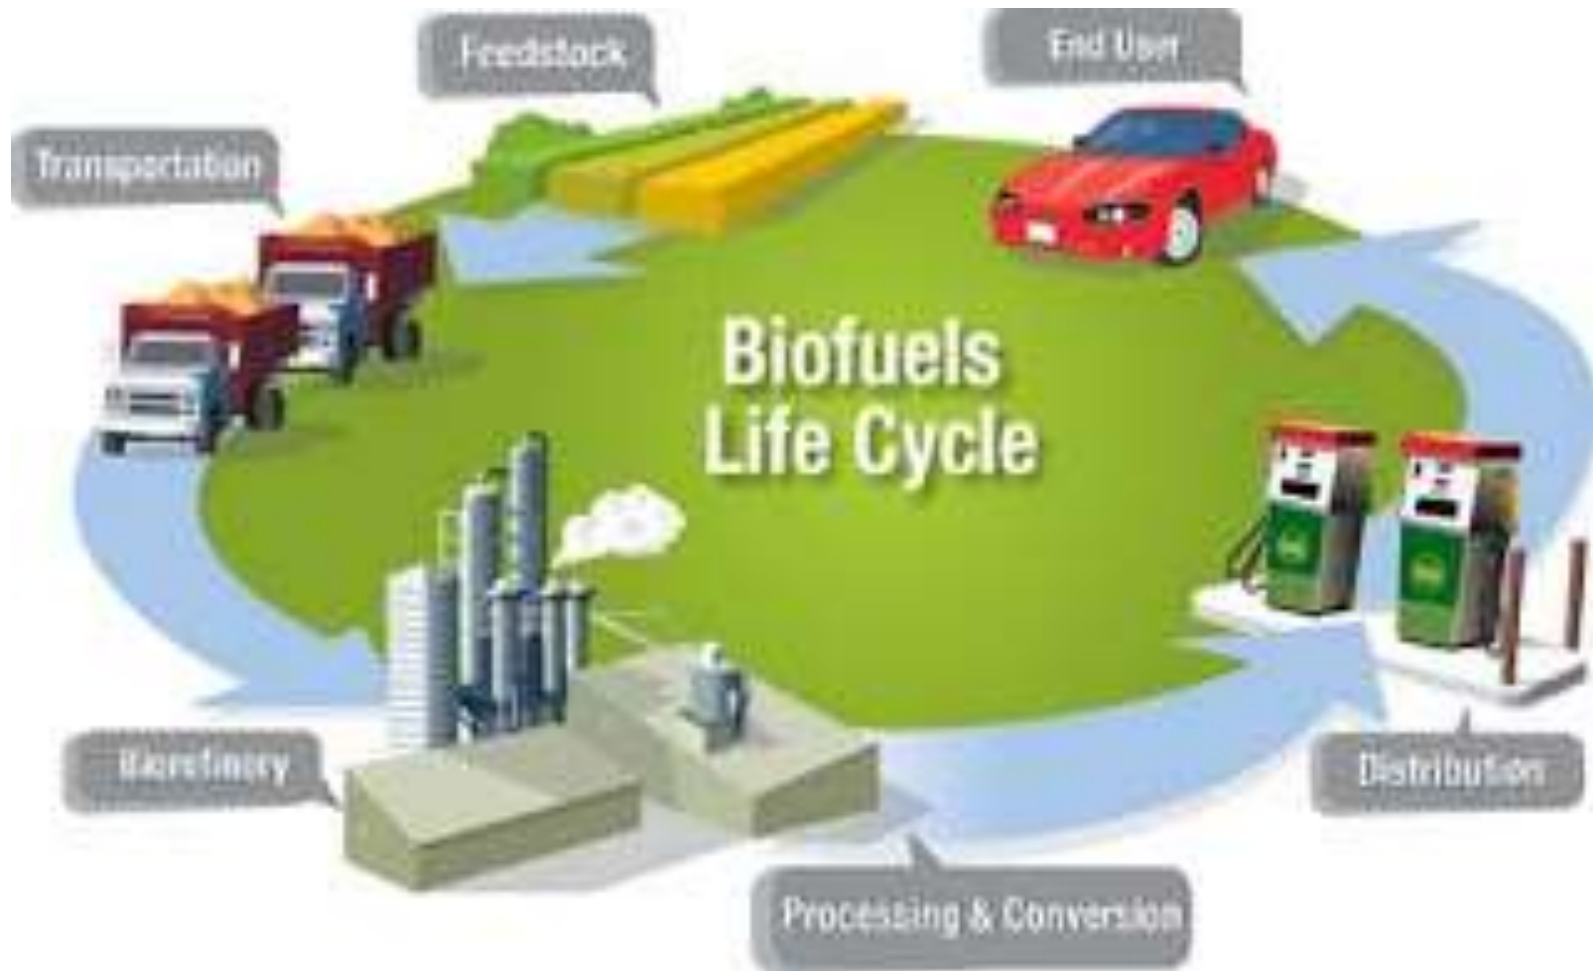 Feedstock
End User
Transportation
Biofuels
Life Cycle
Biorefinery
Distribution
Processing & Conversion